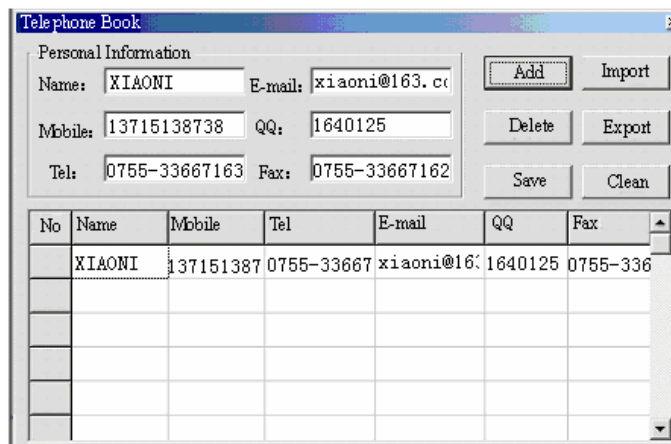 Telephone Book
Personal Information
Name: XIAONI E-mail: xiaoni@163.co
Mobile: 13715138738 QQ: 1640125
Tel: 0755-33667163 Fax: 0755-33667162
Add Import
Delete Export
Save Clean
No Name Mobile Tel E-mail QQ Fax
XIAONI 137151387 0755-33667 xiaoni@163 1640125 0755-336